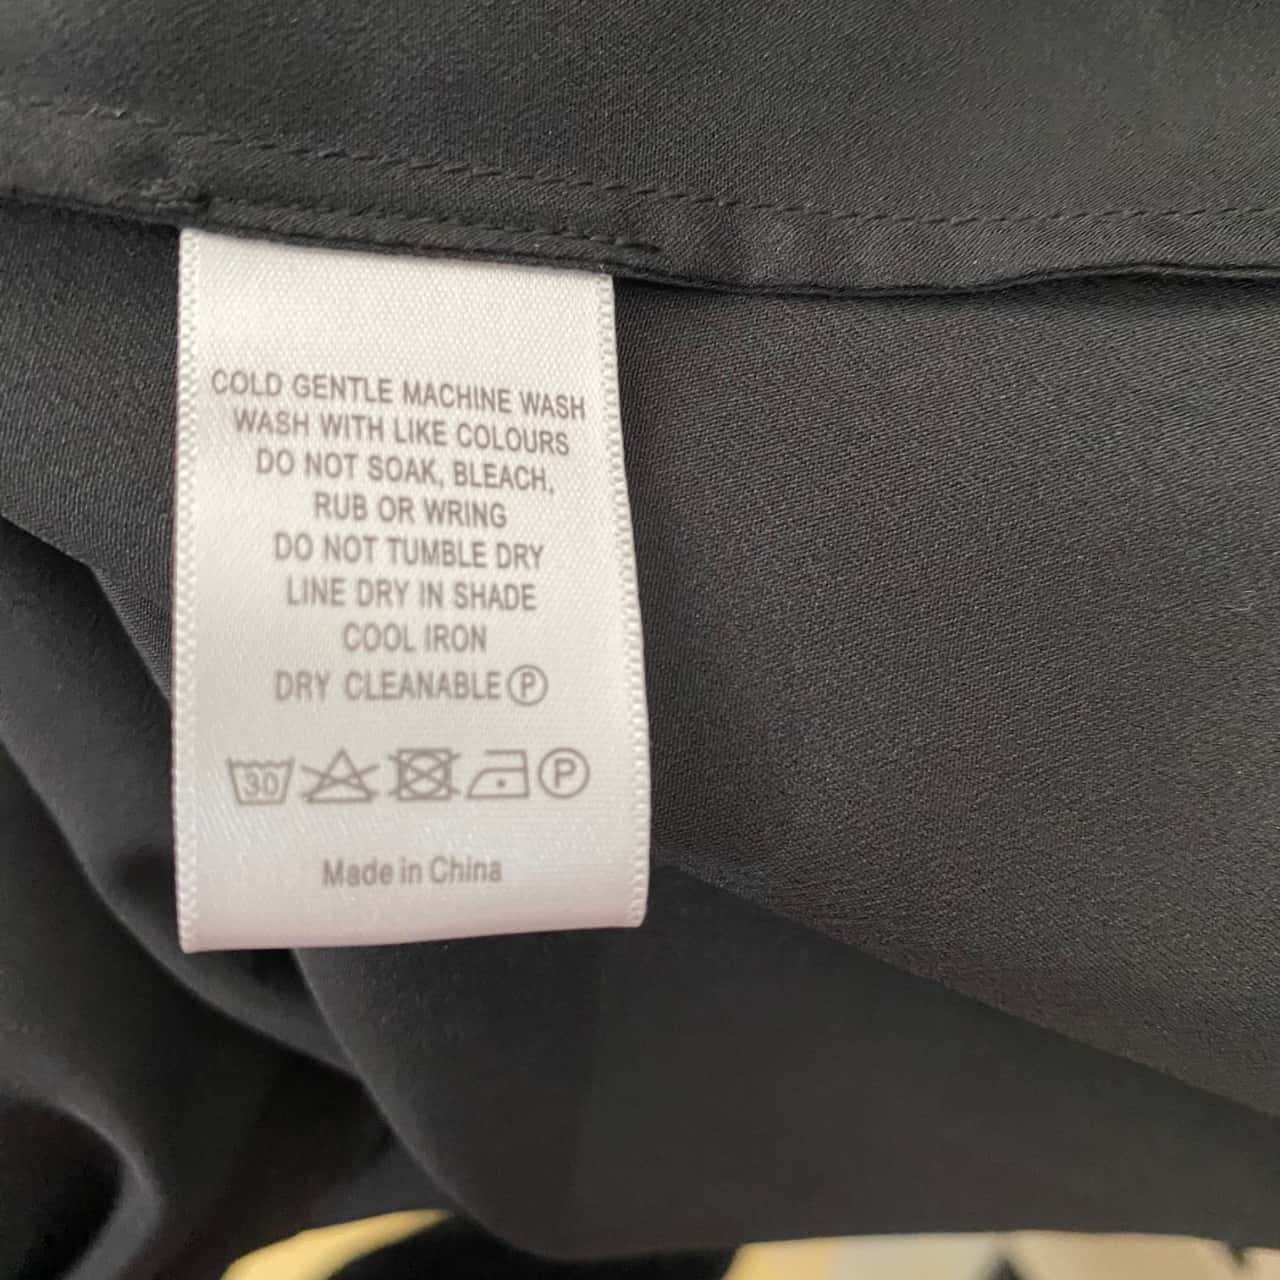 COLD GENTLE MACHINE WASH
WASH WITH LIKE COLOURS
DO NOT SOAK, BLEACH,
RUB OR WRING
DO NOT TUMBLE DRY
LINE DRY IN SHADE
COOL IRON
DRY CLEANABLE Ⓟ
30 Ⓟ
Made in China